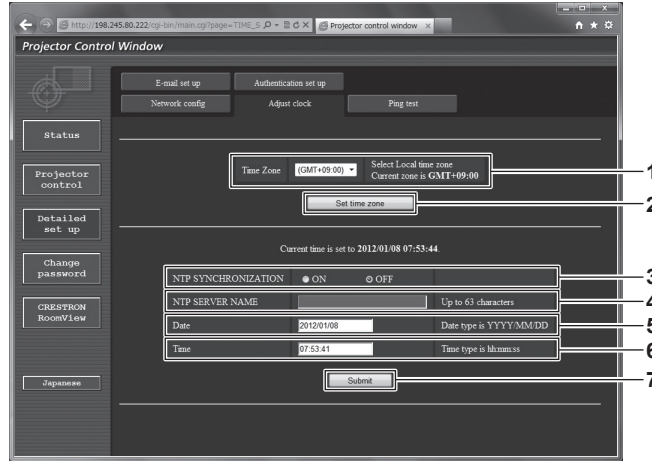 http://198.245.80.222/cgi-bin/main.cgi?page=TIME_S
Projector control window
Projector Control Window
E-mail set up
Authentication set up
Network config
Adjust clock
Ping test
Status
Projector
control
Detailed
set up
Change
password
CRESTRON
RoomView
Japanese
Time Zone
(GMT+09:00)
Select Local time zone
Current zone is GMT+09:00
1
Set time zone
2
Current time is set to 2012/01/08 07:53:44.
NTP SYNCHRONIZATION
ON
OFF
3
NTP SERVER NAME
Up to 63 characters
4
Date
2012/01/08
Date type is YYYY/MM/DD
5
Time
07:53:41
Time type is hh:mm:ss
6
Submit
7